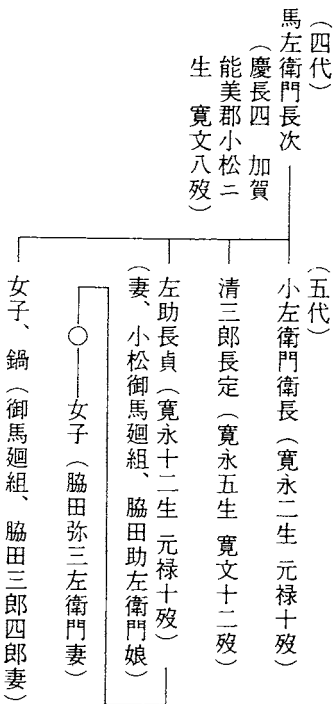 （四代）
馬左衛門長次
（慶長四　加賀
能美郡小松ニ
生　寛文八歿）
（五代）
小左衛門衛長（寛永二生　元禄十歿）
清三郎長定（寛永五生　寛文十二歿）
左助長貞（寛永十二生　元禄十歿）
（妻、小松御馬廻組、脇田助左衛門娘）
女子（脇田弥三左衛門妻）
女子、鍋（御馬廻組、脇田三郎四郎妻）